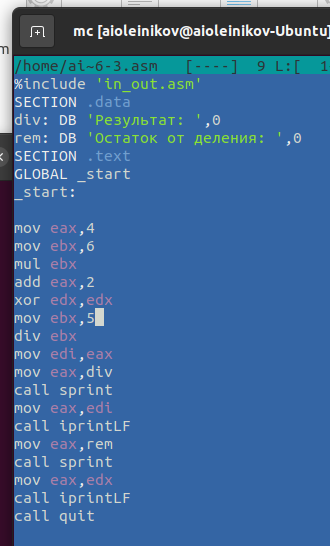 mc [aioleinikov@aioleinikov-Ubuntu]
/home/ai~6-3.asm   [----]  9 L:[  1
%include 'in_out.asm'
SECTION .data
div: DB 'Результат: ',0
rem: DB 'Остаток от деления: ',0
SECTION .text
GLOBAL _start
_start:

mov eax,4
mov ebx,6
mul ebx
add eax,2
xor edx,edx
mov ebx,5
div ebx
mov edi,eax
mov eax,div
call sprint
mov eax,edi
call iprintLF
mov eax,rem
call sprint
mov eax,edx
call iprintLF
call quit